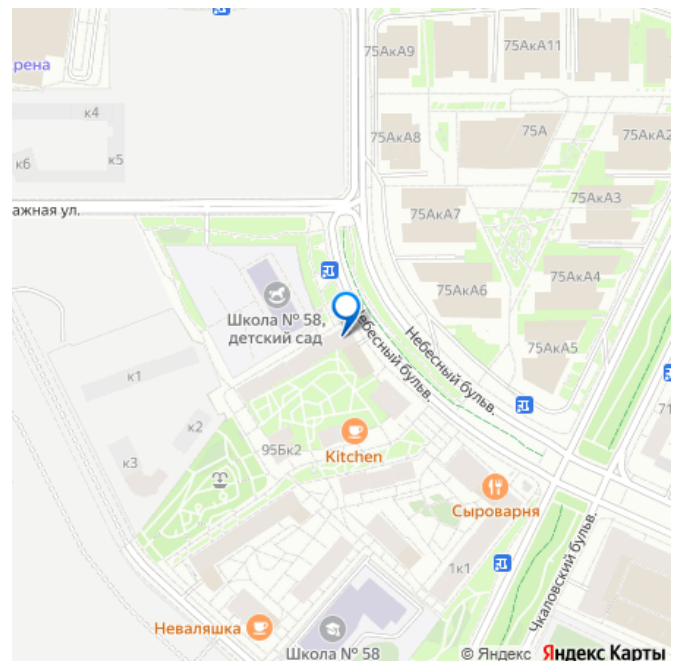 75АкА9
75АкА11
рена
к4
75АкА8
75А
75АкА2
к6
к5
75АкА3
ажная ул.
75АкА7
75АкА4
75АкА6
Школа № 58,
детский сад
Небесный бульв.
Небесный бульв.
75АкА5
к1
71
к2
95Бк2
Kitchen
к3
Сыроварня
Чкаловский бульв.
1к1
Неваляшка
Школа № 58
© Яндекс Яндекс Карты